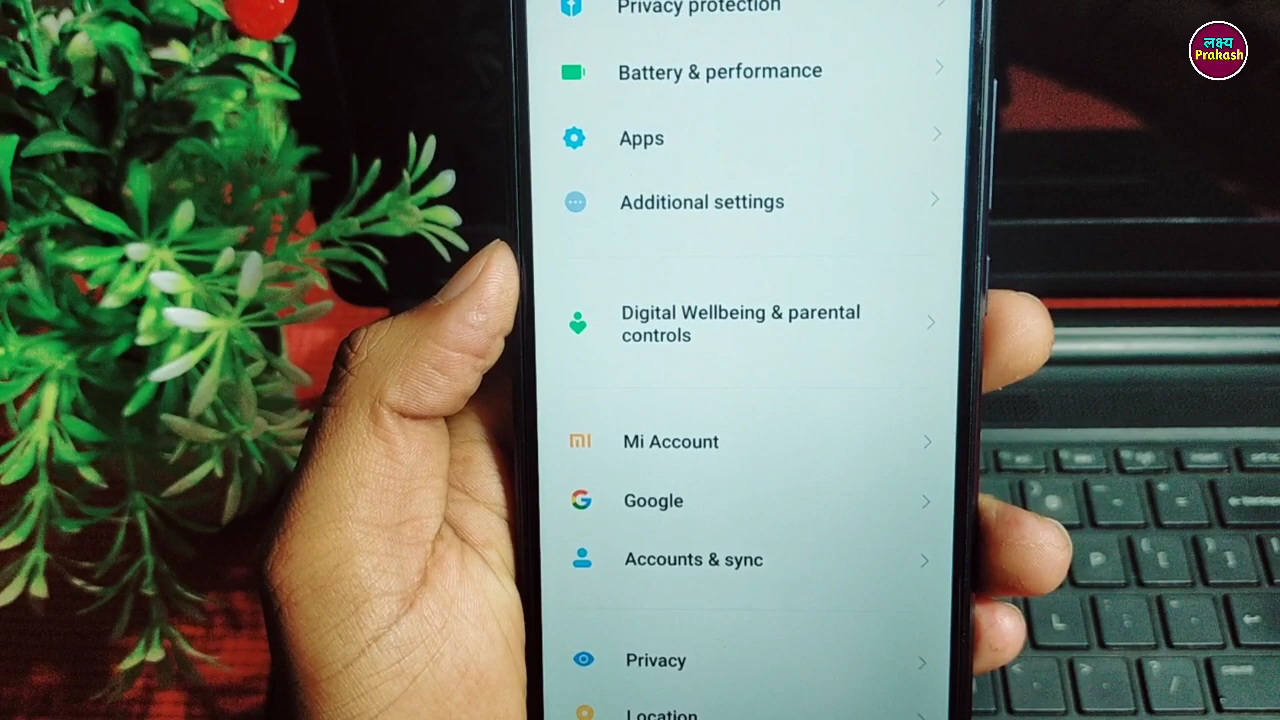 लक्ष्य
Prakash
Privacy protection
Battery & performance
Apps
Additional settings
Digital Wellbeing & parental
controls
Mi Account
Google
Accounts & sync
Privacy
Location